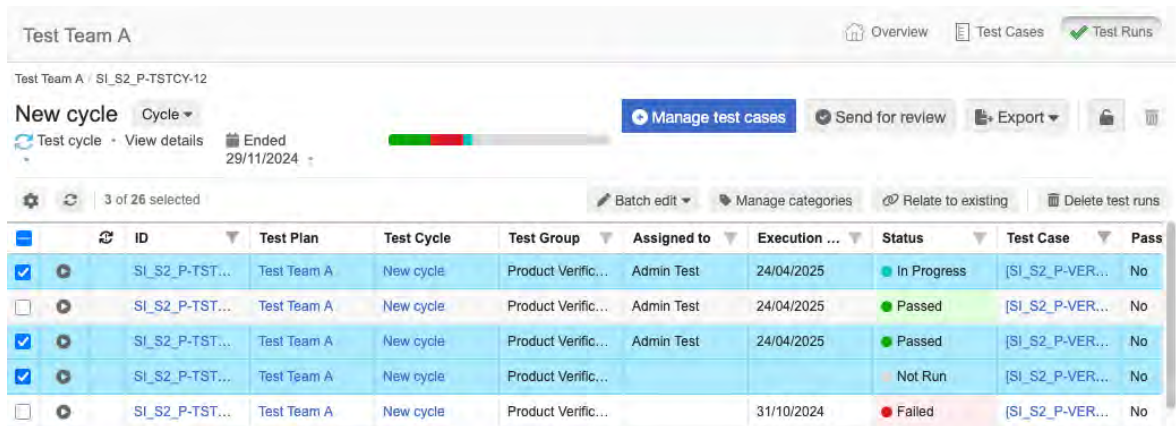 Test Team A
Overview
Test Cases
Test Runs
Test Team A / SI_S2_P-TSTCY-12
New cycle Cycle
Manage test cases
Send for review
Export
Test cycle · View details
Ended
29/11/2024
3 of 26 selected
Batch edit
Manage categories
Relate to existing
Delete test runs
ID Test Plan Test Cycle Test Group Assigned to Execution ... Status Test Case Pass
SI_S2_P-TST... Test Team A New cycle Product Verific... Admin Test 24/04/2025 In Progress [SI_S2_P-VER... No
SI_S2_P-TST... Test Team A New cycle Product Verific... Admin Test 24/04/2025 Passed [SI_S2_P-VER... No
SI_S2_P-TST... Test Team A New cycle Product Verific... Admin Test 24/04/2025 Passed [SI_S2_P-VER... No
SI_S2_P-TST... Test Team A New cycle Product Verific... Not Run [SI_S2_P-VER... No
SI_S2_P-TST... Test Team A New cycle Product Verific... 31/10/2024 Failed [SI_S2_P-VER... No